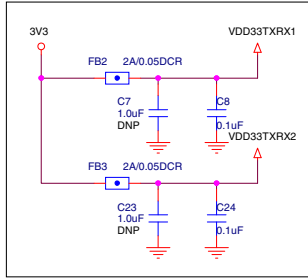 3V3
VDD33TXRX1
FB2 2A/0.05DCR
C7
1.0uF
DNP
C8
0.1uF
VDD33TXRX2
FB3 2A/0.05DCR
C23
1.0uF
DNP
C24
0.1uF